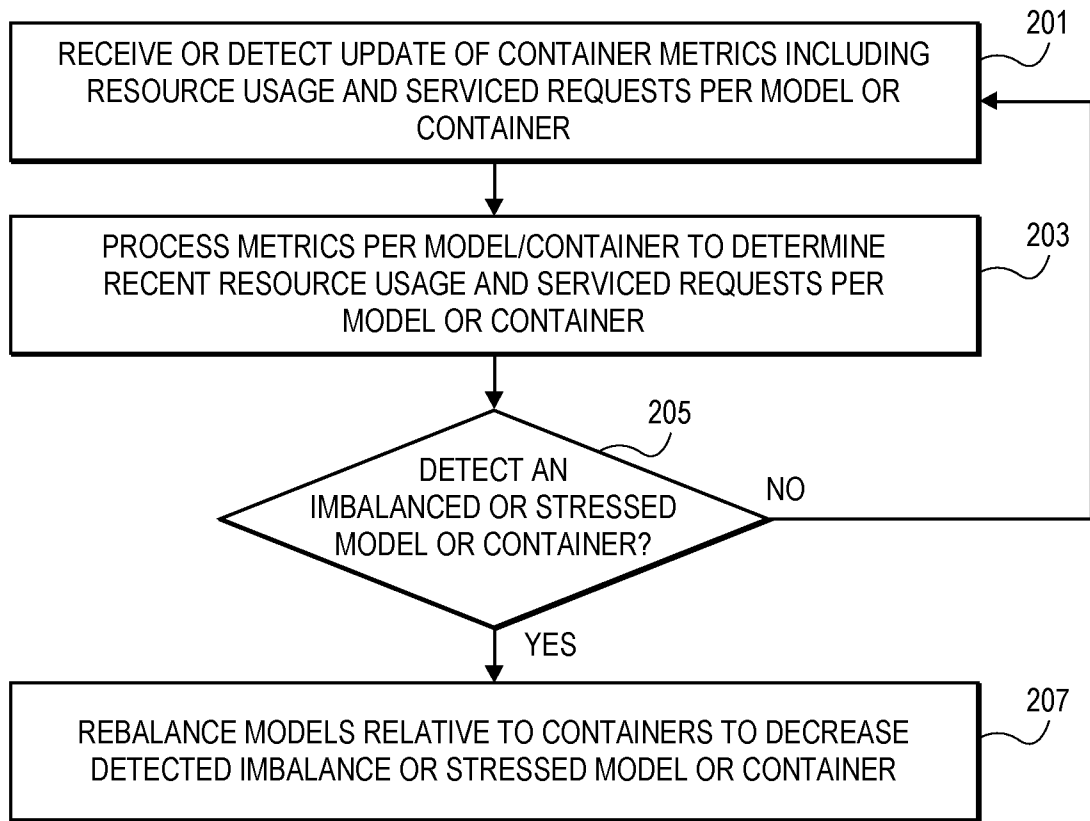 201
RECEIVE OR DETECT UPDATE OF CONTAINER METRICS INCLUDING
RESOURCE USAGE AND SERVICED REQUESTS PER MODEL OR
CONTAINER
203
PROCESS METRICS PER MODEL/CONTAINER TO DETERMINE
RECENT RESOURCE USAGE AND SERVICED REQUESTS PER
MODEL OR CONTAINER
205
DETECT AN
IMBALANCED OR STRESSED
MODEL OR CONTAINER?
NO
YES
207
REBALANCE MODELS RELATIVE TO CONTAINERS TO DECREASE
DETECTED IMBALANCE OR STRESSED MODEL OR CONTAINER